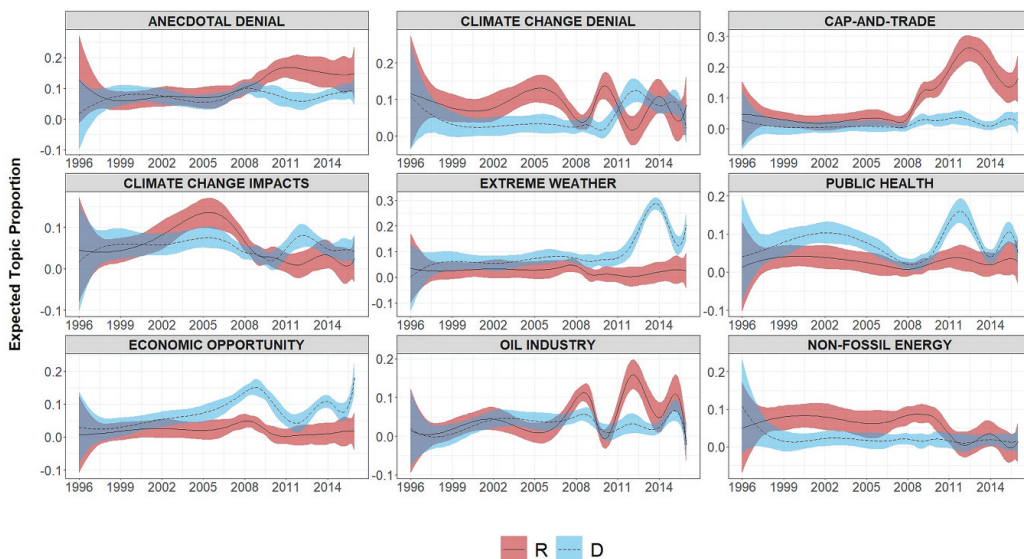 Expected Topic Proportion
ANECDOTAL DENIAL
0.2
0.1
0.0
-0.1
1996 1999 2002 2005 2008 2011 2014
CLIMATE CHANGE DENIAL
0.2
0.1
0.0
1996 1999 2002 2005 2008 2011 2014
CAP-AND-TRADE
0.3
0.2
0.1
0.0
1996 1999 2002 2005 2008 2011 2014
CLIMATE CHANGE IMPACTS
0.1
0.0
-0.1
1996 1999 2002 2005 2008 2011 2014
EXTREME WEATHER
0.3
0.2
0.1
0.0
-0.1
1996 1999 2002 2005 2008 2011 2014
PUBLIC HEALTH
0.2
0.1
0.0
-0.1
1996 1999 2002 2005 2008 2011 2014
ECONOMIC OPPORTUNITY
0.2
0.1
0.0
-0.1
1996 1999 2002 2005 2008 2011 2014
OIL INDUSTRY
0.2
0.1
0.0
-0.1
1996 1999 2002 2005 2008 2011 2014
NON-FOSSIL ENERGY
0.2
0.1
0.0
1996 1999 2002 2005 2008 2011 2014
R D